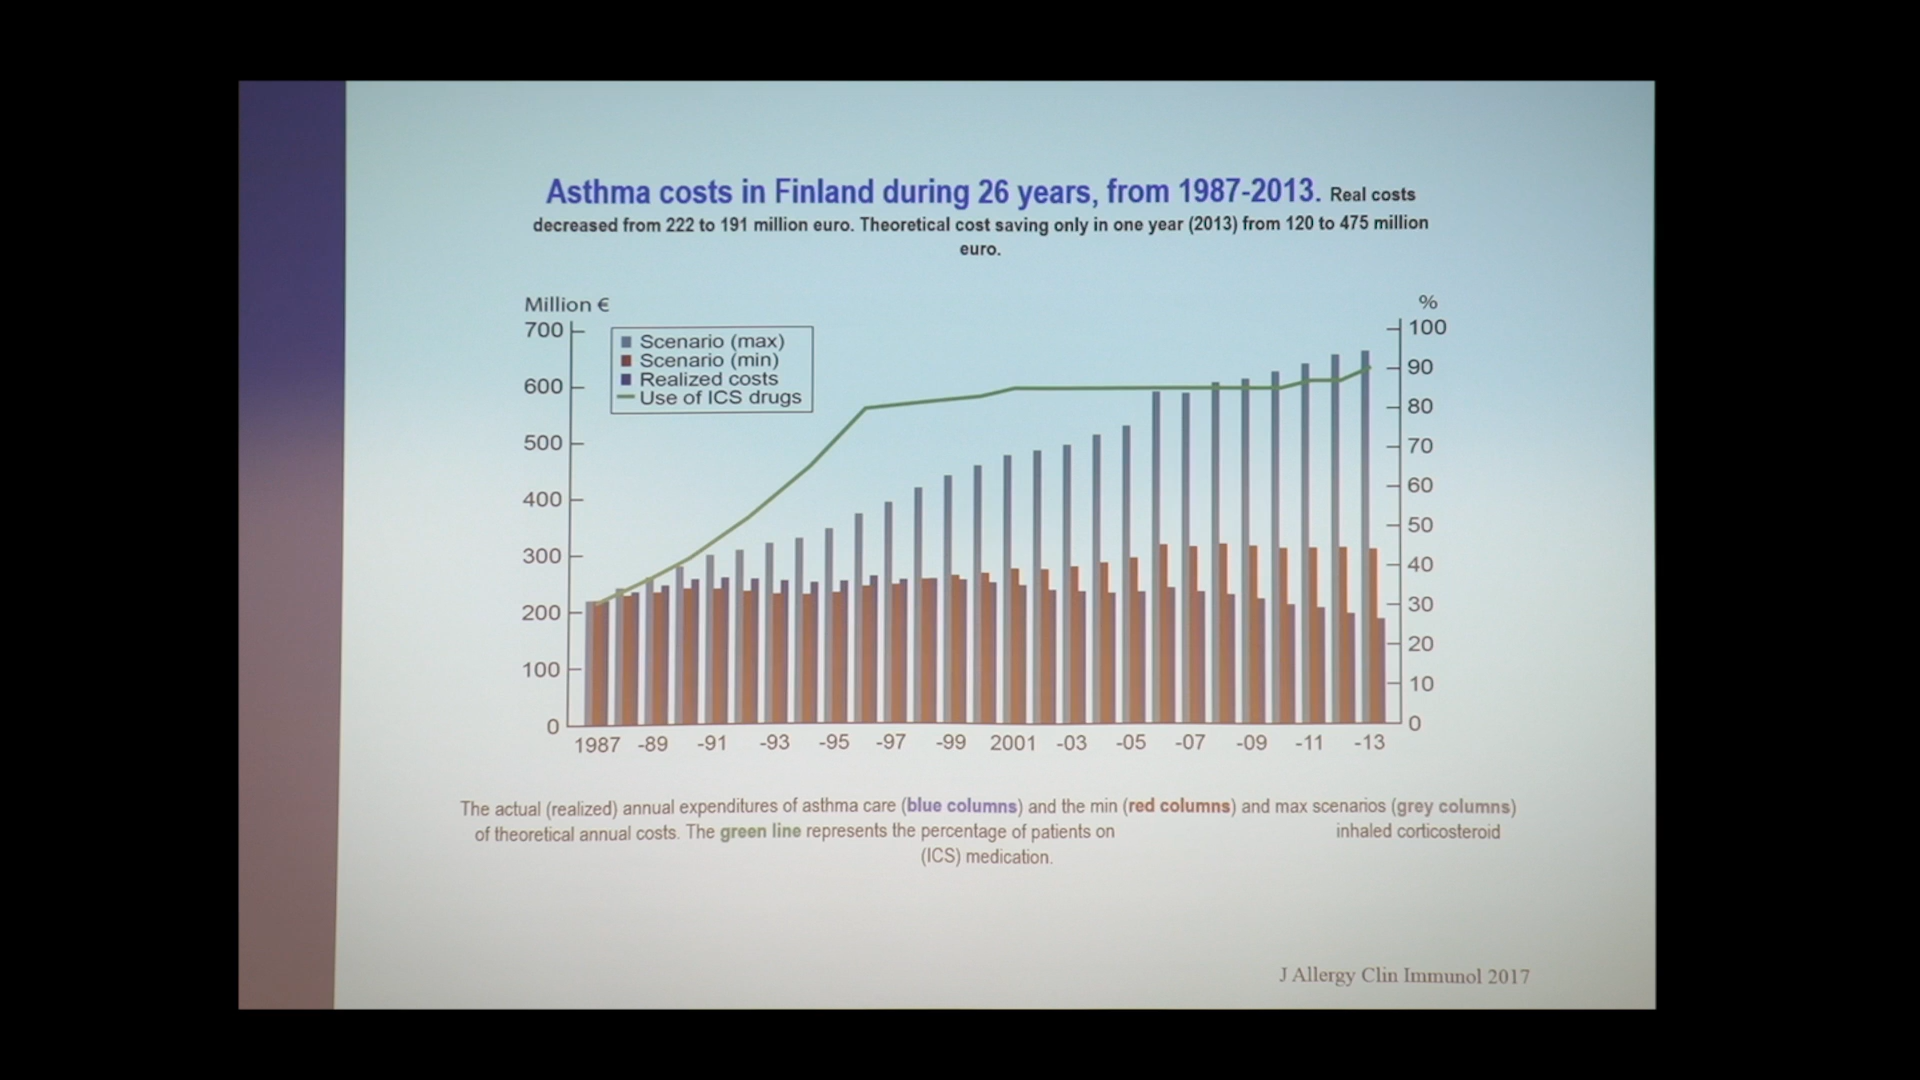 Asthma costs in Finland during 26 years, from 1987-2013. Real costs
decreased from 222 to 191 million euro. Theoretical cost saving only in one year (2013) from 120 to 475 million
euro.
Million €
%
700
600
500
400
300
200
100
0
Scenario (max)
Scenario (min)
Realized costs
Use of ICS drugs
100
90
80
70
60
50
40
30
20
10
0
1987 -89 -91 -93 -95 -97 -99 2001 -03 -05 -07 -09 -11 -13
The actual (realized) annual expenditures of asthma care (blue columns) and the min (red columns) and max scenarios (grey columns)
of theoretical annual costs. The green line represents the percentage of patients on inhaled corticosteroid
(ICS) medication.
J Allergy Clin Immunol 2017